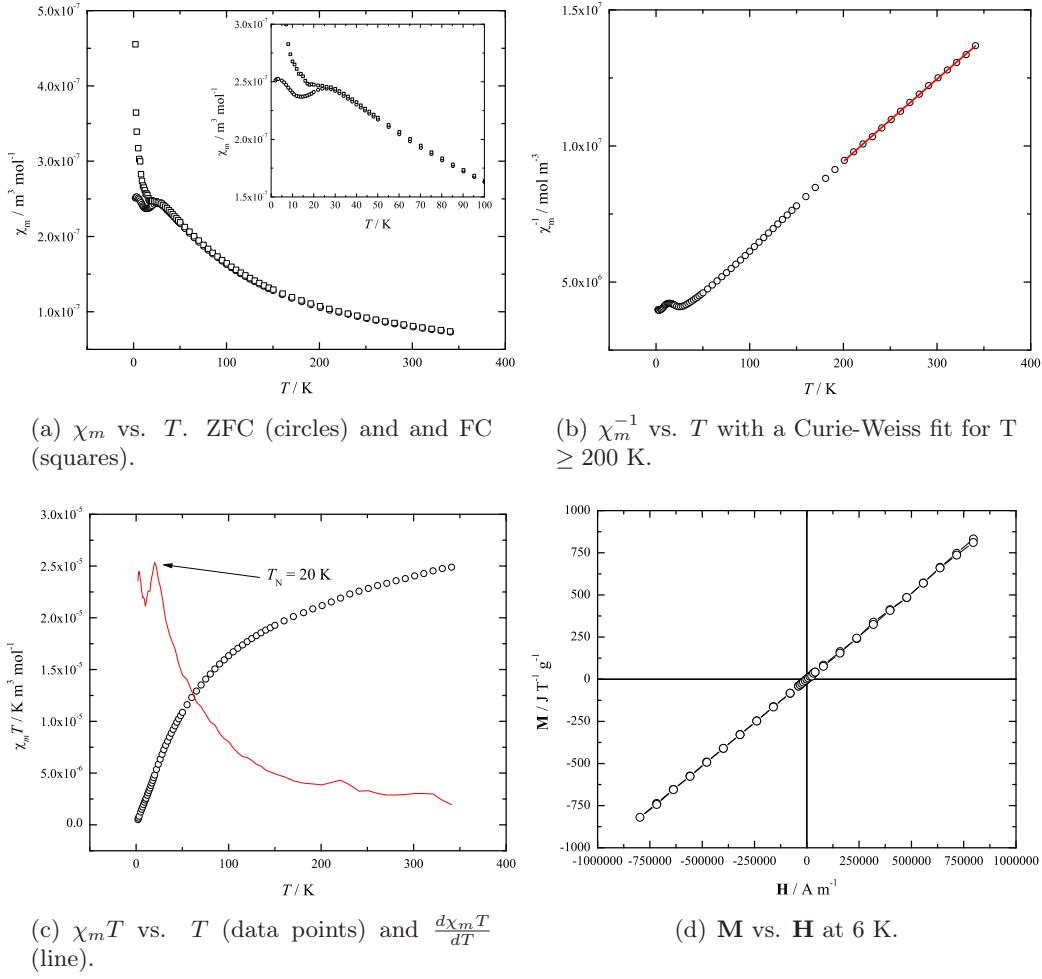 5.0x10⁻⁷
4.0x10⁻⁷
3.0x10⁻⁷
2.0x10⁻⁷
1.0x10⁻⁷
χₘ / m³ mol⁻¹
0 100 200 300 400
T / K
3.0x10⁻⁷
2.5x10⁻⁷
2.0x10⁻⁷
1.5x10⁻⁷
χₘ / m³ mol⁻¹
0 10 20 30 40 50 60 70 80 90 100
T / K
(a) χₘ vs. T. ZFC (circles) and and FC
(squares).
1.5x10⁷
1.0x10⁷
5.0x10⁶
χₘ⁻¹ / mol m⁻³
0 100 200 300 400
T / K
(b) χₘ⁻¹ vs. T with a Curie-Weiss fit for T
≥ 200 K.
3.0x10⁻⁵
2.5x10⁻⁵
2.0x10⁻⁵
1.5x10⁻⁵
1.0x10⁻⁵
5.0x10⁻⁶
0.0
χₘT / K m³ mol⁻¹
T_N = 20 K
0 100 200 300 400
T / K
(c) χₘT vs. T (data points) and dχₘT/dT
(line).
1000
750
500
250
0
-250
-500
-750
-1000
M / J T⁻¹ g⁻¹
-1000000 -750000 -500000 -250000 0 250000 500000 750000 1000000
H / A m⁻¹
(d) M vs. H at 6 K.